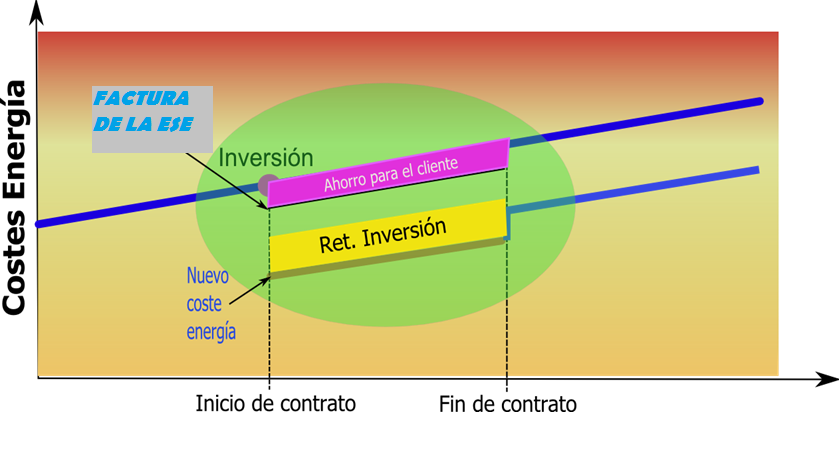 Costes Energía
FACTURA
DE LA ESE
Inversión
Ahorro para el cliente
Ret. Inversión
Nuevo
coste
energía
Inicio de contrato
Fin de contrato